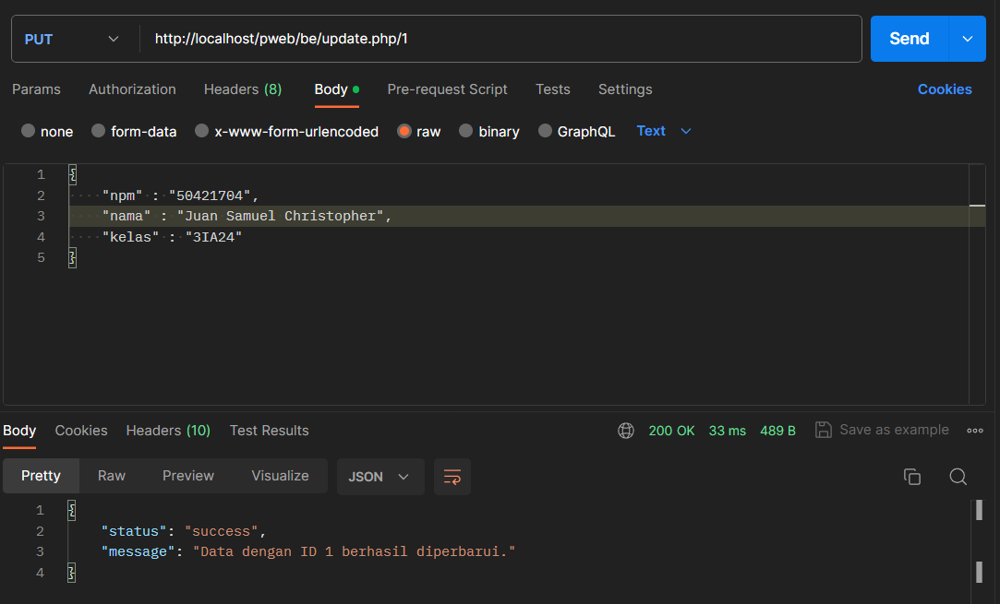 PUT http://localhost/pweb/be/update.php/1 Send
Params Authorization Headers (8) Body Pre-request Script Tests Settings Cookies
none form-data x-www-form-urlencoded raw binary GraphQL Text
1 {
2 "npm" : "50421704",
3 "nama" : "Juan Samuel Christopher",
4 "kelas" : "3IA24"
5 }
Body Cookies Headers (10) Test Results 200 OK 33 ms 489 B Save as example
Pretty Raw Preview Visualize JSON
1 {
2 "status": "success",
3 "message": "Data dengan ID 1 berhasil diperbarui."
4 }